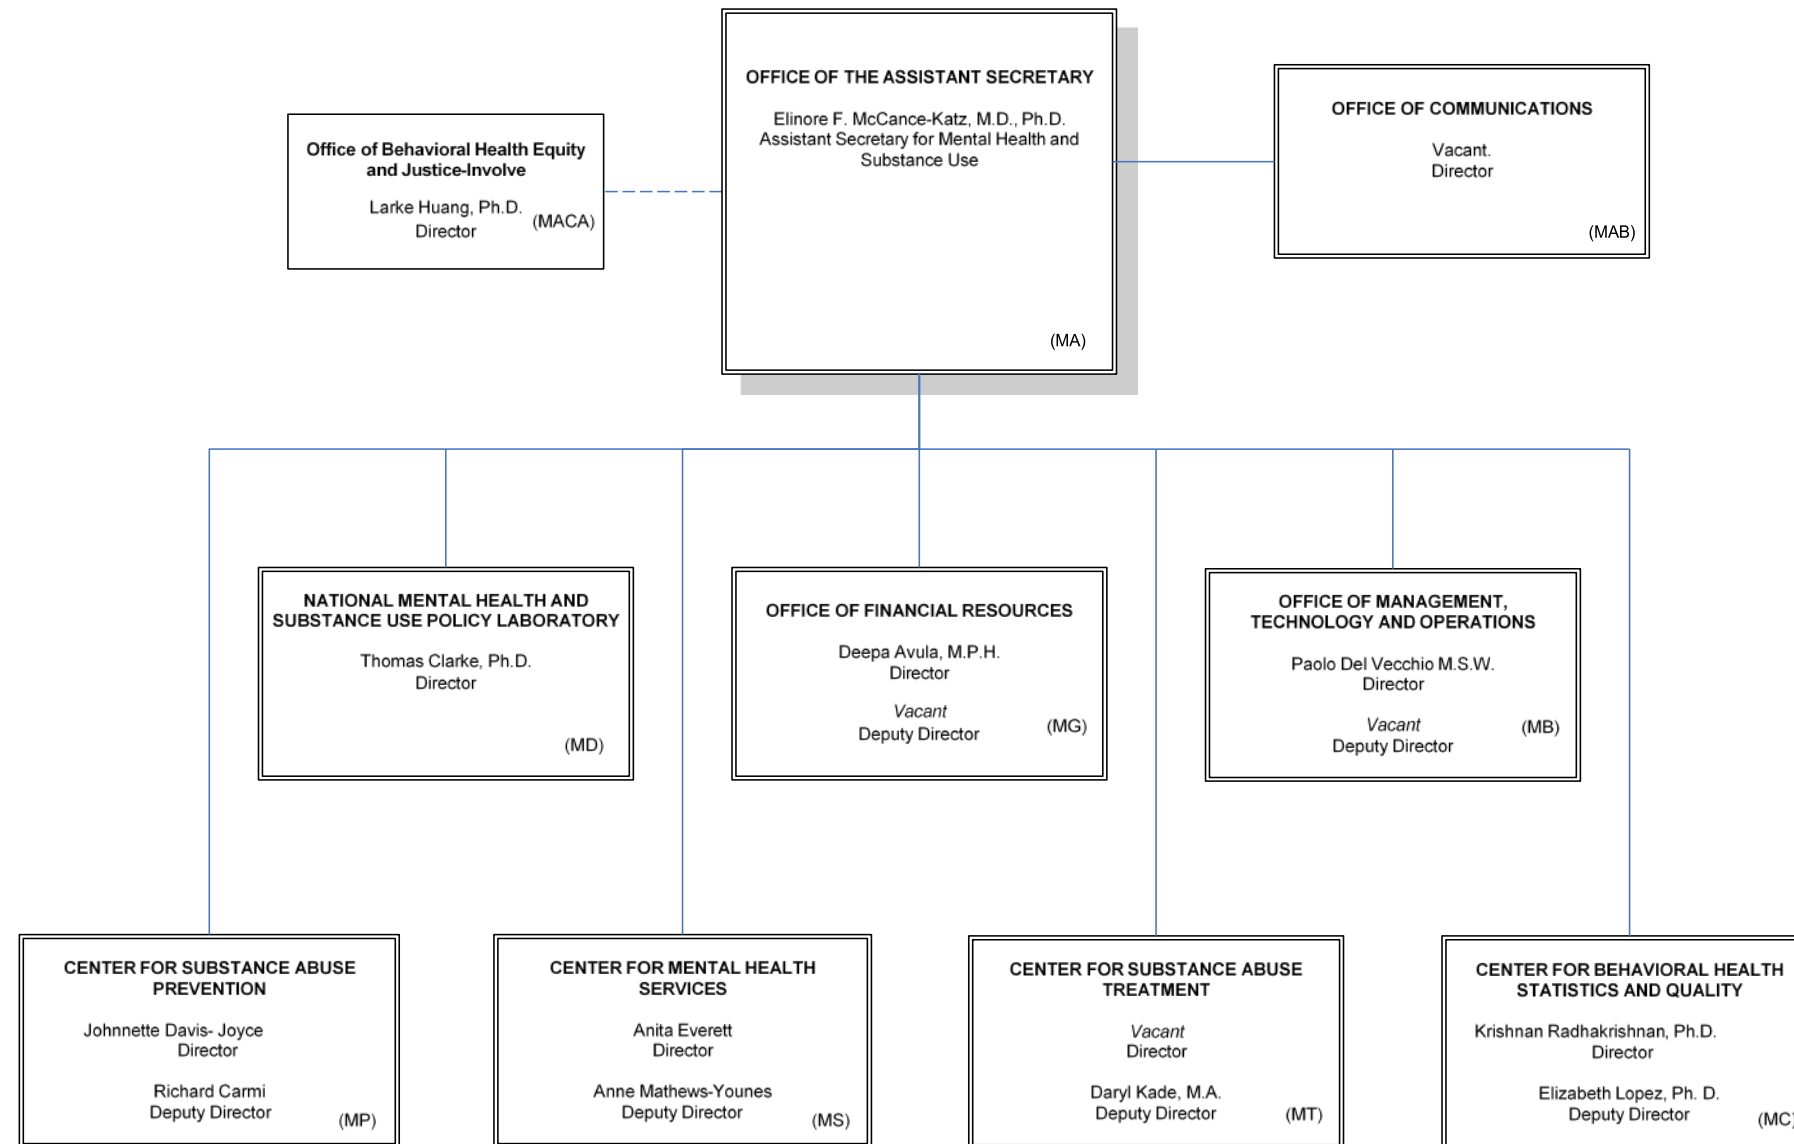 OFFICE OF THE ASSISTANT SECRETARY
Elinore F. McCance-Katz, M.D., Ph.D.
Assistant Secretary for Mental Health and
Substance Use
(MA)
Office of Behavioral Health Equity
and Justice-Involve
Larke Huang, Ph.D.
Director
(MACA)
OFFICE OF COMMUNICATIONS
Vacant.
Director
(MAB)
NATIONAL MENTAL HEALTH AND
SUBSTANCE USE POLICY LABORATORY
Thomas Clarke, Ph.D.
Director
(MD)
OFFICE OF FINANCIAL RESOURCES
Deepa Avula, M.P.H.
Director
Vacant
Deputy Director
(MG)
OFFICE OF MANAGEMENT,
TECHNOLOGY AND OPERATIONS
Paolo Del Vecchio M.S.W.
Director
Vacant
Deputy Director
(MB)
CENTER FOR SUBSTANCE ABUSE
PREVENTION
Johnnette Davis- Joyce
Director
Richard Carmi
Deputy Director
(MP)
CENTER FOR MENTAL HEALTH
SERVICES
Anita Everett
Director
Anne Mathews-Younes
Deputy Director
(MS)
CENTER FOR SUBSTANCE ABUSE
TREATMENT
Vacant
Director
Daryl Kade, M.A.
Deputy Director
(MT)
CENTER FOR BEHAVIORAL HEALTH
STATISTICS AND QUALITY
Krishnan Radhakrishnan, Ph.D.
Director
Elizabeth Lopez, Ph. D.
Deputy Director
(MC)